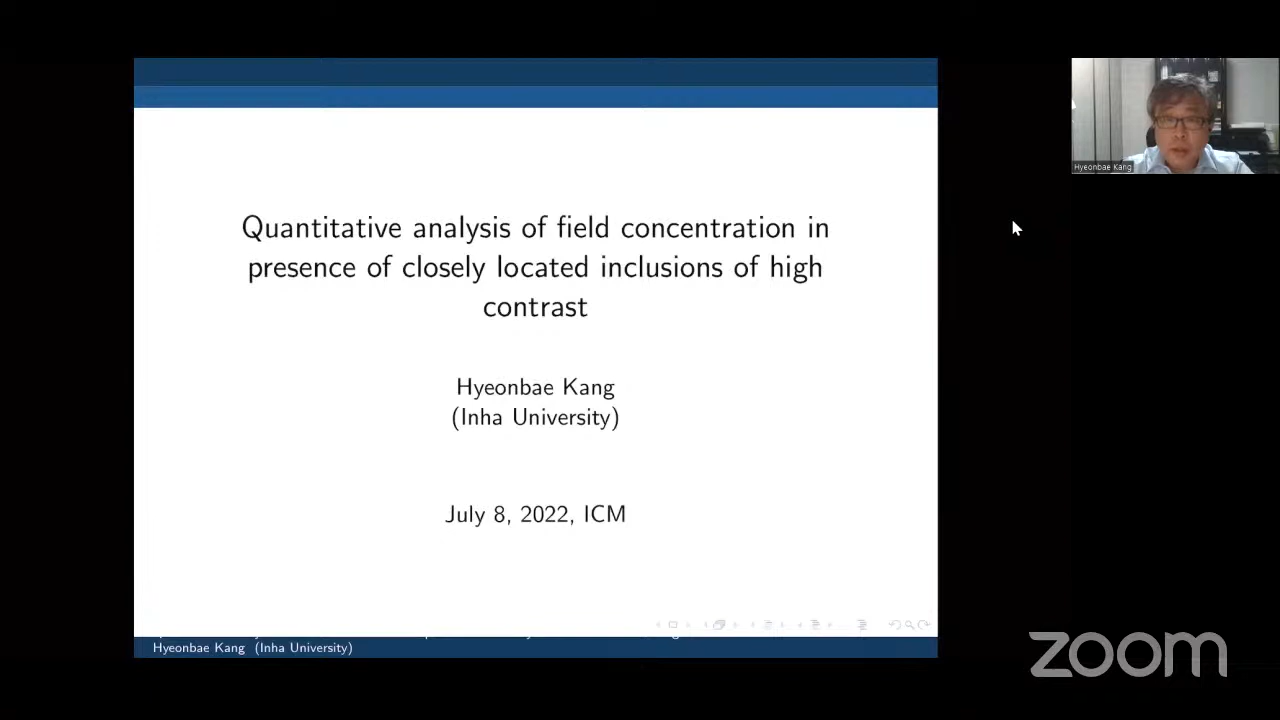 Quantitative analysis of field concentration in
presence of closely located inclusions of high
contrast
Hyeonbae Kang
(Inha University)
July 8, 2022, ICM
Hyeonbae Kang (Inha University)
Hyeonbae Kang
zoom